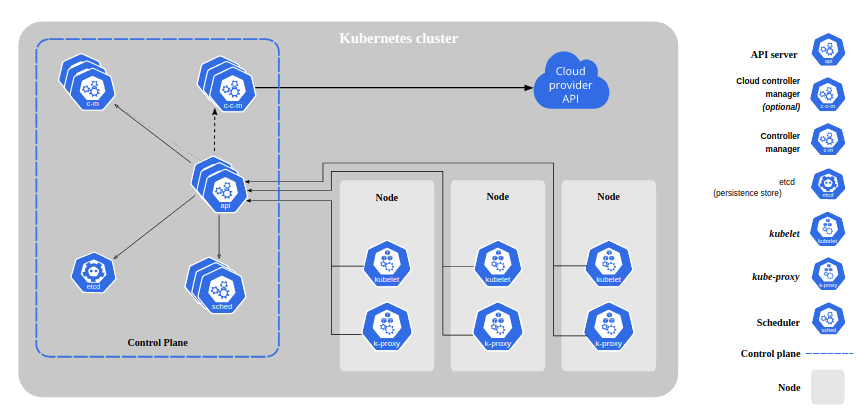 Kubernetes cluster
c-m
c-c-m
Cloud
provider
API
api
etcd
sched
Control Plane
Node
Node
Node
kubelet
kubelet
kubelet
k-proxy
k-proxy
k-proxy
API server
api
Cloud controller
manager
(optional)
c-c-m
Controller
manager
c-m
etcd
(persistence store)
etcd
kubelet
kubelet
kube-proxy
k-proxy
Scheduler
sched
Control plane
Node